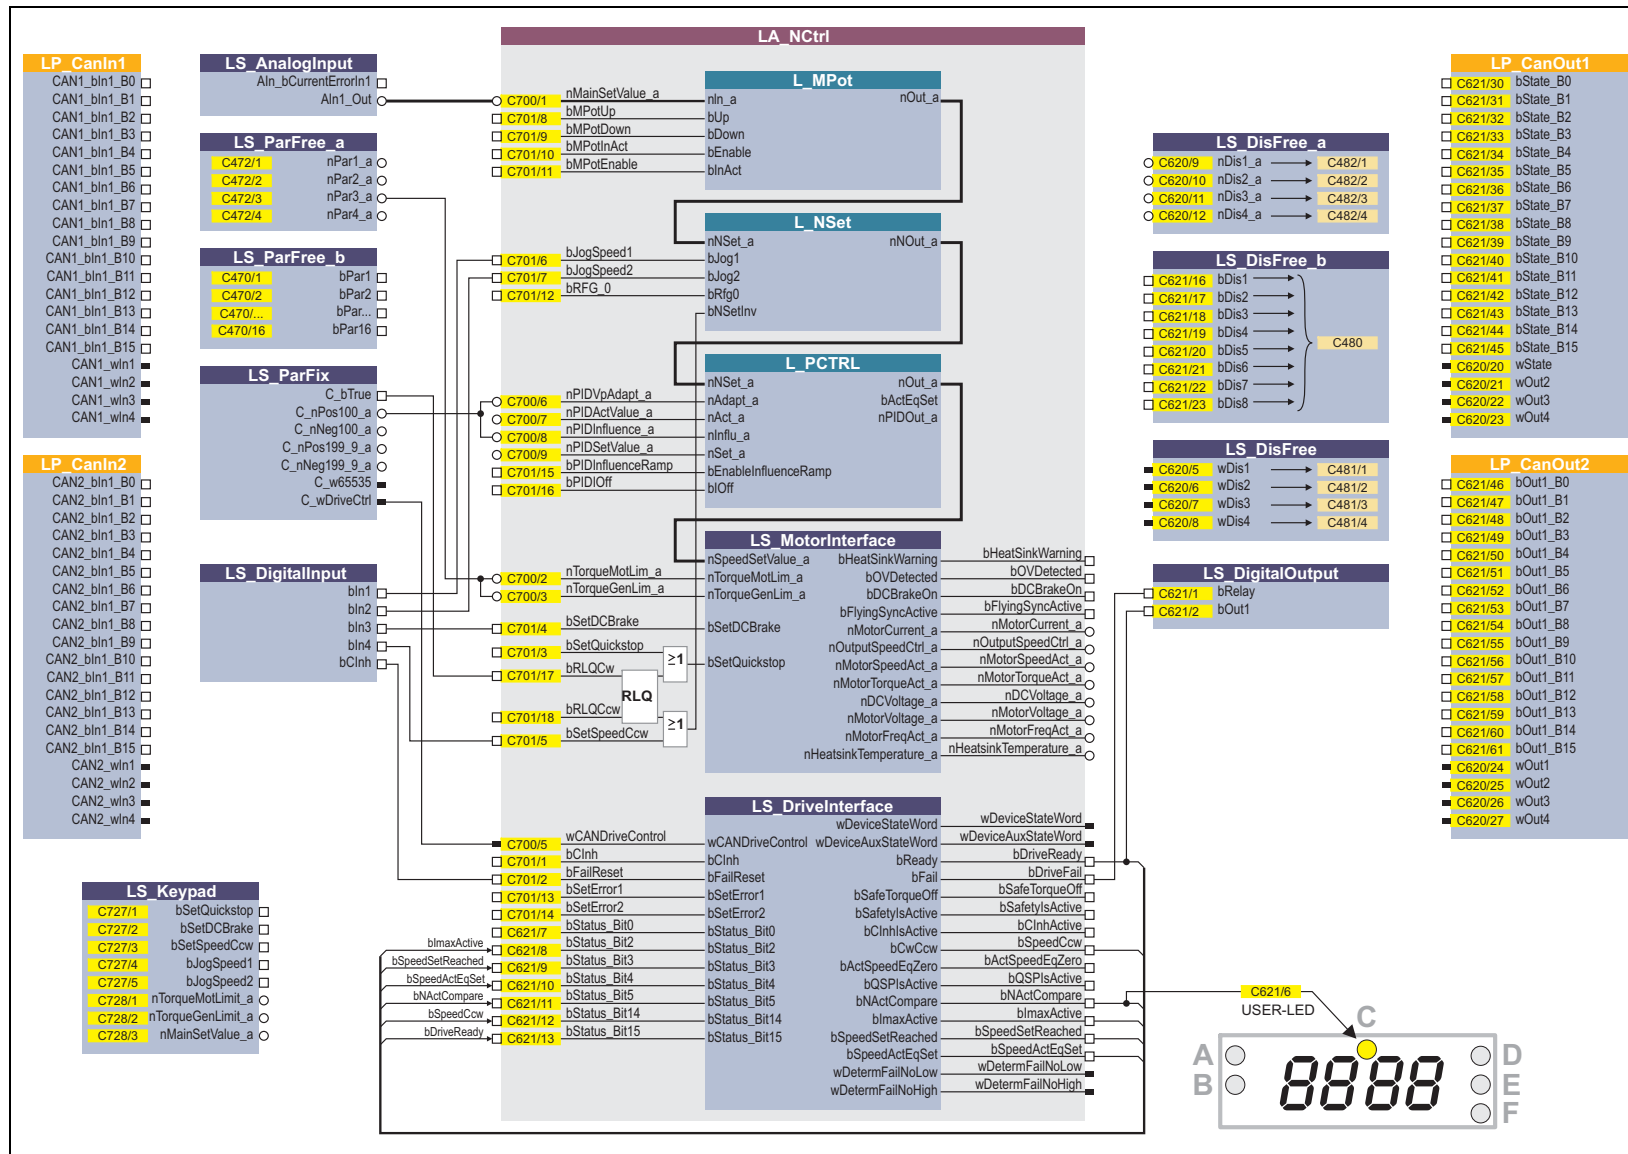 LA_NCtrl
LP_CanIn1
CAN1_bIn1_B0
CAN1_bIn1_B1
CAN1_bIn1_B2
CAN1_bIn1_B3
CAN1_bIn1_B4
CAN1_bIn1_B5
CAN1_bIn1_B6
CAN1_bIn1_B7
CAN1_bIn1_B8
CAN1_bIn1_B9
CAN1_bIn1_B10
CAN1_bIn1_B11
CAN1_bIn1_B12
CAN1_bIn1_B13
CAN1_bIn1_B14
CAN1_bIn1_B15
CAN1_wIn1
CAN1_wIn2
CAN1_wIn3
CAN1_wIn4
LP_CanIn2
CAN2_bIn1_B0
CAN2_bIn1_B1
CAN2_bIn1_B2
CAN2_bIn1_B3
CAN2_bIn1_B4
CAN2_bIn1_B5
CAN2_bIn1_B6
CAN2_bIn1_B7
CAN2_bIn1_B8
CAN2_bIn1_B9
CAN2_bIn1_B10
CAN2_bIn1_B11
CAN2_bIn1_B12
CAN2_bIn1_B13
CAN2_bIn1_B14
CAN2_bIn1_B15
CAN2_wIn1
CAN2_wIn2
CAN2_wIn3
CAN2_wIn4
LS_Keypad
C727/1 bSetQuickstop
C727/2 bSetDCBrake
C727/3 bSetSpeedCcw
C727/4 bJogSpeed1
C727/5 bJogSpeed2
C728/1 nTorqueMotLimit_a
C728/2 nTorqueGenLimit_a
C728/3 nMainSetValue_a
LS_AnalogInput
AIn_bCurrentErrorIn1
AIn1_Out
LS_ParFree_a
C472/1 nPar1_a
C472/2 nPar2_a
C472/3 nPar3_a
C472/4 nPar4_a
LS_ParFree_b
C470/1 bPar1
C470/2 bPar2
C470/... bPar...
C470/16 bPar16
LS_ParFix
C_bTrue
C_nPos100_a
C_nNeg100_a
C_nPos199_9_a
C_nNeg199_9_a
C_w65535
C_wDriveCtrl
LS_DigitalInput
bIn1
bIn2
bIn3
bIn4
bCInh
C700/1 nMainSetValue_a
C701/8 bMPotUp
C701/9 bMPotDown
C701/10 bMPotInAct
C701/11 bMPotEnable
L_MPot
nIn_a nOut_a
bUp
bDown
bEnable
bInAct
C701/6 bJogSpeed1
C701/7 bJogSpeed2
C701/12 bRFG_0
L_NSet
nNSet_a nNOut_a
bJog1
bJog2
bRfg0
bNSetInv
C700/6 nPIDVpAdapt_a
C700/7 nPIDActValue_a
C700/8 nPIDInfluence_a
C700/9 nPIDSetValue_a
C701/15 bPIDInfluenceRamp
C701/16 bPIDIOff
L_PCTRL
nNSet_a nOut_a
nAdapt_a bActEqSet
nAct_a nPIDOut_a
nInflu_a
nSet_a
bEnableInfluenceRamp
bIOff
C700/2 nTorqueMotLim_a
C700/3 nTorqueGenLim_a
C701/4 bSetDCBrake
C701/3 bSetQuickstop
C701/17 bRLQCw
C701/18 bRLQCcw
C701/5 bSetSpeedCcw
≥1
RLQ
≥1
LS_MotorInterface
nSpeedSetValue_a
nTorqueMotLim_a
nTorqueGenLim_a
bSetDCBrake
bSetQuickstop
bHeatSinkWarning bHeatSinkWarning
bOVDetected bOVDetected
bDCBrakeOn bDCBrakeOn
bFlyingSyncActive bFlyingSyncActive
nMotorCurrent_a nMotorCurrent_a
nOutputSpeedCtrl_a nOutputSpeedCtrl_a
nMotorSpeedAct_a nMotorSpeedAct_a
nMotorTorqueAct_a nMotorTorqueAct_a
nDCVoltage_a nDCVoltage_a
nMotorVoltage_a nMotorVoltage_a
nMotorFreqAct_a nMotorFreqAct_a
nHeatsinkTemperature_a nHeatsinkTemperature_a
C700/5 wCANDriveControl
C701/1 bCInh
C701/2 bFailReset
C701/13 bSetError1
C701/14 bSetError2
C621/7 bStatus_Bit0
bImaxActive C621/8 bStatus_Bit2
bSpeedSetReached C621/9 bStatus_Bit3
bSpeedActEqSet C621/10 bStatus_Bit4
bNActCompare C621/11 bStatus_Bit5
bSpeedCcw C621/12 bStatus_Bit14
bDriveReady C621/13 bStatus_Bit15
LS_DriveInterface
wCANDriveControl
bCInh
bFailReset
bSetError1
bSetError2
bStatus_Bit0
bStatus_Bit2
bStatus_Bit3
bStatus_Bit4
bStatus_Bit5
bStatus_Bit14
bStatus_Bit15
wDeviceStateWord wDeviceStateWord
wDeviceAuxStateWord wDeviceAuxStateWord
bReady bDriveReady
bFail bDriveFail
bSafeTorqueOff bSafeTorqueOff
bSafetyIsActive bSafetyIsActive
bCInhIsActive bCInhActive
bCwCcw bSpeedCcw
bActSpeedEqZero bActSpeedEqZero
bQSPIsActive bQSPIsActive
bNActCompare bNActCompare
bImaxActive bImaxActive
bSpeedSetReached bSpeedSetReached
bSpeedActEqSet bSpeedActEqSet
wDetermFailNoLow wDetermFailNoLow
wDetermFailNoHigh wDetermFailNoHigh
LS_DisFree_a
C620/9 nDis1_a C482/1
C620/10 nDis2_a C482/2
C620/11 nDis3_a C482/3
C620/12 nDis4_a C482/4
LS_DisFree_b
C621/16 bDis1
C621/17 bDis2
C621/18 bDis3
C621/19 bDis4
C621/20 bDis5
C621/21 bDis6
C621/22 bDis7
C621/23 bDis8
C480
LS_DisFree
C620/5 wDis1 C481/1
C620/6 wDis2 C481/2
C620/7 wDis3 C481/3
C620/8 wDis4 C481/4
LS_DigitalOutput
C621/1 bRelay
C621/2 bOut1
LP_CanOut1
C621/30 bState_B0
C621/31 bState_B1
C621/32 bState_B2
C621/33 bState_B3
C621/34 bState_B4
C621/35 bState_B5
C621/36 bState_B6
C621/37 bState_B7
C621/38 bState_B8
C621/39 bState_B9
C621/40 bState_B10
C621/41 bState_B11
C621/42 bState_B12
C621/43 bState_B13
C621/44 bState_B14
C621/45 bState_B15
C620/20 wState
C620/21 wOut2
C620/22 wOut3
C620/23 wOut4
LP_CanOut2
C621/46 bOut1_B0
C621/47 bOut1_B1
C621/48 bOut1_B2
C621/49 bOut1_B3
C621/50 bOut1_B4
C621/51 bOut1_B5
C621/52 bOut1_B6
C621/53 bOut1_B7
C621/54 bOut1_B8
C621/55 bOut1_B9
C621/56 bOut1_B10
C621/57 bOut1_B11
C621/58 bOut1_B12
C621/59 bOut1_B13
C621/60 bOut1_B14
C621/61 bOut1_B15
C620/24 wOut1
C620/25 wOut2
C620/26 wOut3
C620/27 wOut4
C621/6
USER-LED
C
A
B
8888
D
E
F